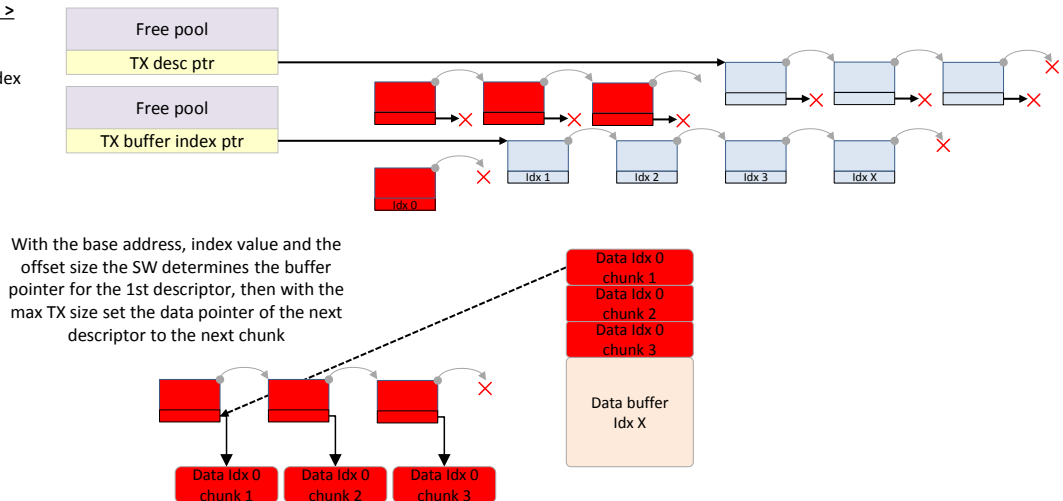 >
Free pool
TX desc ptr
dex
Free pool
TX buffer index ptr
Idx 1
Idx 2
Idx 3
Idx X
Idx 0
With the base address, index value and the
offset size the SW determines the buffer
pointer for the 1st descriptor, then with the
max TX size set the data pointer of the next
descriptor to the next chunk
Data Idx 0
chunk 1
Data Idx 0
chunk 2
Data Idx 0
chunk 3
Data buffer
Idx X
Data Idx 0
chunk 1
Data Idx 0
chunk 2
Data Idx 0
chunk 3